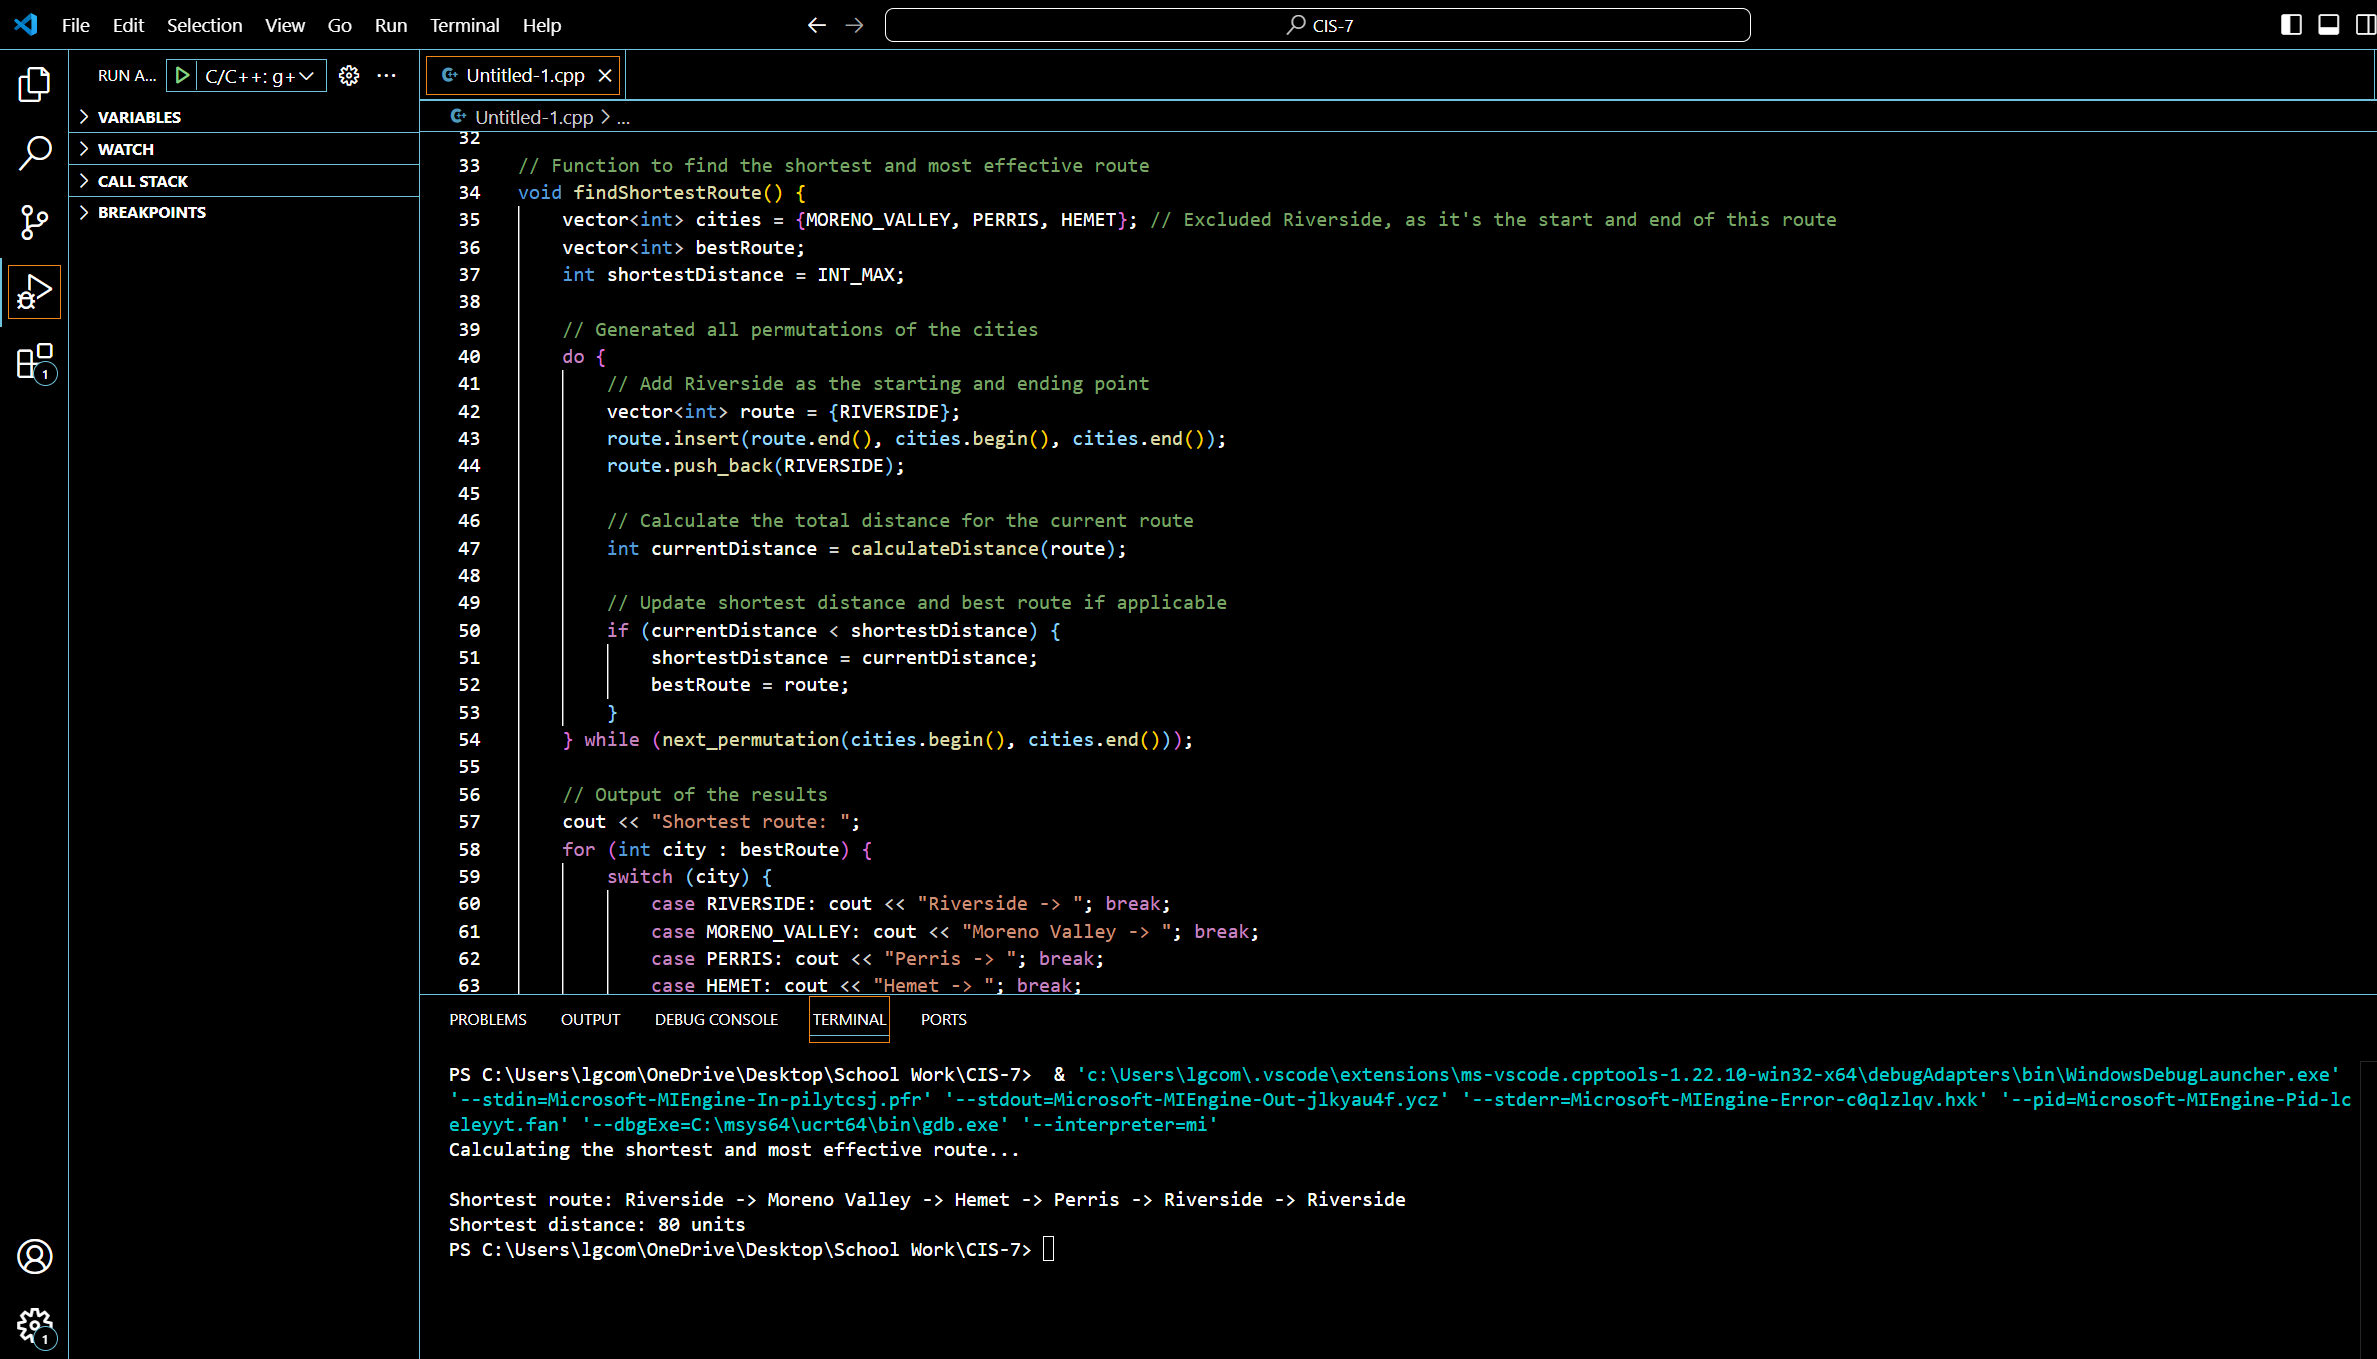 File Edit Selection View Go Run Terminal Help
CIS-7
RUN A...
C/C++: g+
Untitled-1.cpp
VARIABLES
WATCH
CALL STACK
BREAKPOINTS
1
1
Untitled-1.cpp > ...
32
33 // Function to find the shortest and most effective route
34 void findShortestRoute() {
35     vector<int> cities = {MORENO_VALLEY, PERRIS, HEMET}; // Excluded Riverside, as it's the start and end of this route
36     vector<int> bestRoute;
37     int shortestDistance = INT_MAX;
38
39     // Generated all permutations of the cities
40     do {
41         // Add Riverside as the starting and ending point
42         vector<int> route = {RIVERSIDE};
43         route.insert(route.end(), cities.begin(), cities.end());
44         route.push_back(RIVERSIDE);
45
46         // Calculate the total distance for the current route
47         int currentDistance = calculateDistance(route);
48
49         // Update shortest distance and best route if applicable
50         if (currentDistance < shortestDistance) {
51             shortestDistance = currentDistance;
52             bestRoute = route;
53         }
54     } while (next_permutation(cities.begin(), cities.end()));
55
56     // Output of the results
57     cout << "Shortest route: ";
58     for (int city : bestRoute) {
59         switch (city) {
60             case RIVERSIDE: cout << "Riverside -> "; break;
61             case MORENO_VALLEY: cout << "Moreno Valley -> "; break;
62             case PERRIS: cout << "Perris -> "; break;
63             case HEMET: cout << "Hemet -> "; break;
PROBLEMS OUTPUT DEBUG CONSOLE TERMINAL PORTS
PS C:\Users\lgcom\OneDrive\Desktop\School Work\CIS-7>  & 'c:\Users\lgcom\.vscode\extensions\ms-vscode.cpptools-1.22.10-win32-x64\debugAdapters\bin\WindowsDebugLauncher.exe'
'--stdin=Microsoft-MIEngine-In-pilytcsj.pfr' '--stdout=Microsoft-MIEngine-Out-jlkyau4f.ycz' '--stderr=Microsoft-MIEngine-Error-c0qlzlqv.hxk' '--pid=Microsoft-MIEngine-Pid-lc
eleyyt.fan' '--dbgExe=C:\msys64\ucrt64\bin\gdb.exe' '--interpreter=mi'
Calculating the shortest and most effective route...
Shortest route: Riverside -> Moreno Valley -> Hemet -> Perris -> Riverside -> Riverside
Shortest distance: 80 units
PS C:\Users\lgcom\OneDrive\Desktop\School Work\CIS-7>